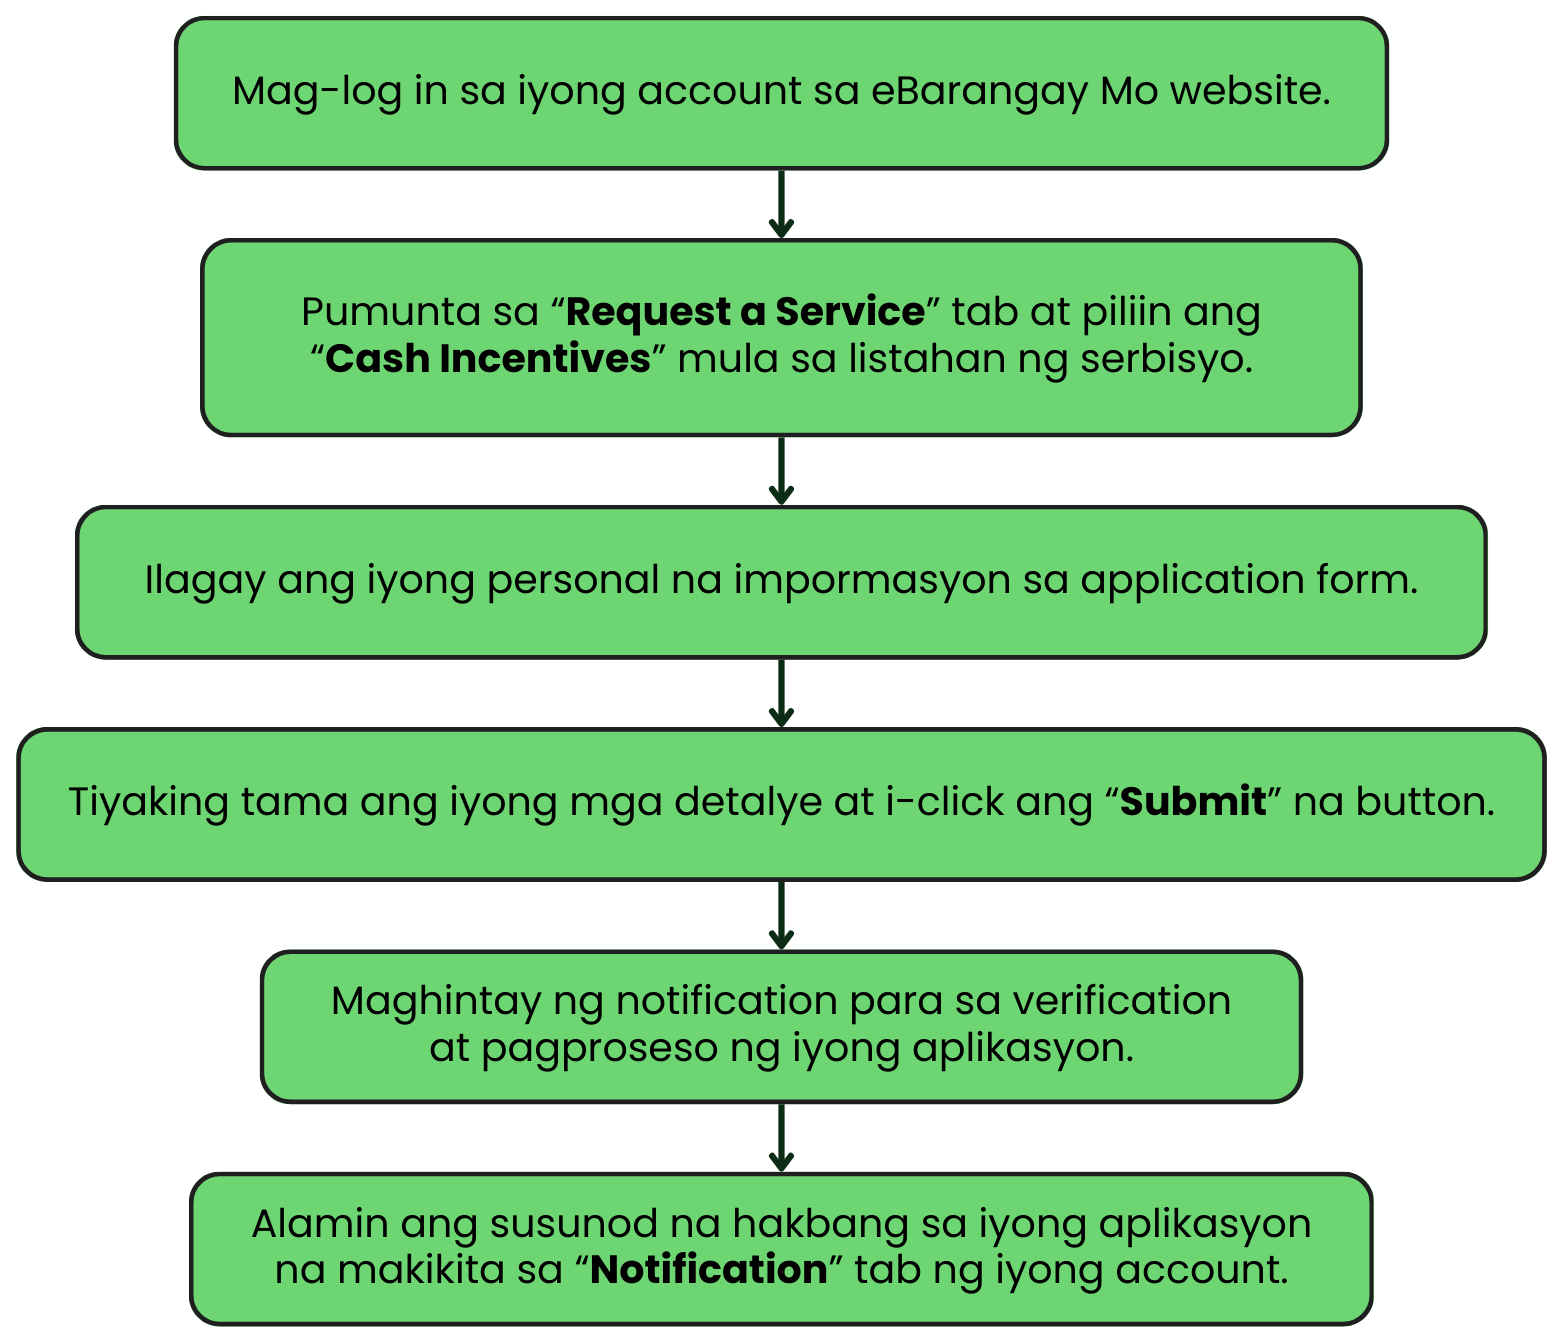 Mag-log in sa iyong account sa eBarangay Mo website.
Pumunta sa “Request a Service” tab at piliin ang
“Cash Incentives” mula sa listahan ng serbisyo.
Ilagay ang iyong personal na impormasyon sa application form.
Tiyaking tama ang iyong mga detalye at i-click ang “Submit” na button.
Maghintay ng notification para sa verification
at pagproseso ng iyong aplikasyon.
Alamin ang susunod na hakbang sa iyong aplikasyon
na makikita sa “Notification” tab ng iyong account.